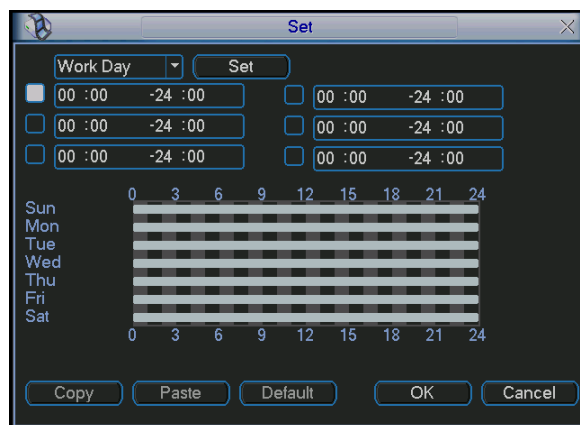 Set
Work Day Set
00 :00 -24 :00 00 :00 -24 :00
00 :00 -24 :00 00 :00 -24 :00
00 :00 -24 :00 00 :00 -24 :00
0 3 6 9 12 15 18 21 24
Sun
Mon
Tue
Wed
Thu
Fri
Sat
0 3 6 9 12 15 18 21 24
Copy Paste Default OK Cancel